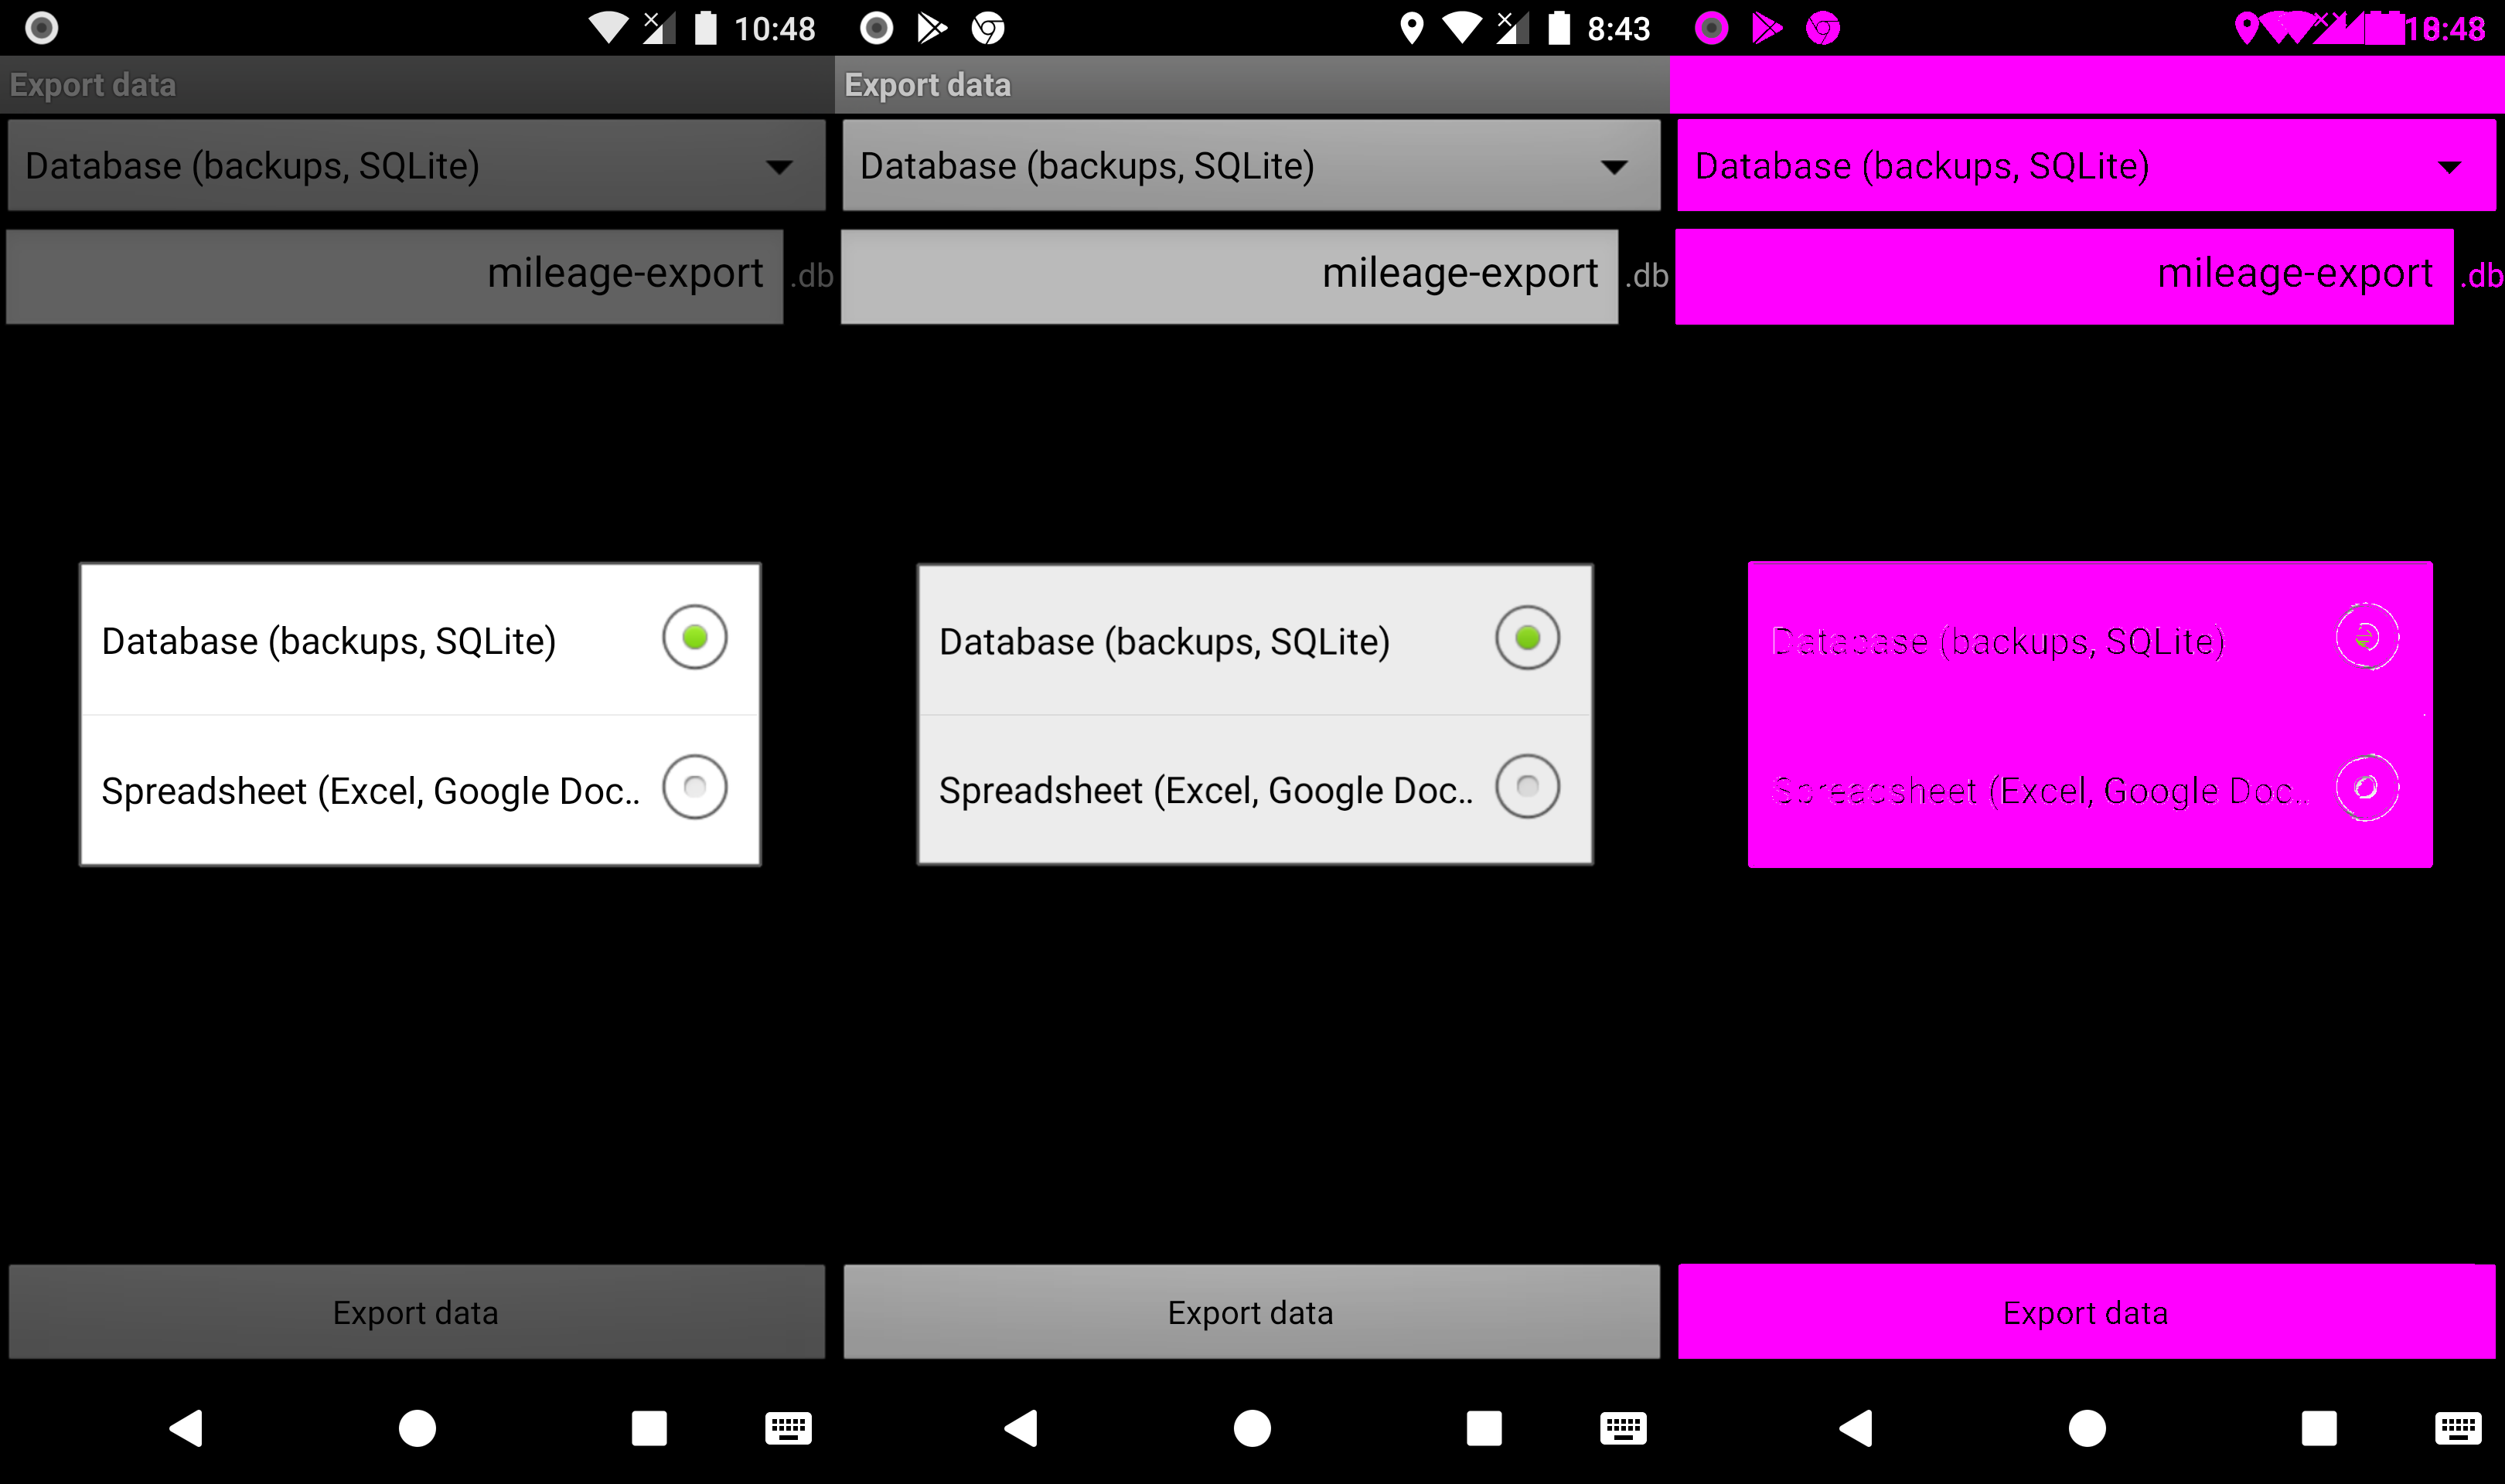 10:48
Export data
Database (backups, SQLite)
mileage-export .db
Database (backups, SQLite)
Spreadsheet (Excel, Google Doc..
Export data
8:43
Export data
Database (backups, SQLite)
mileage-export .db
Database (backups, SQLite)
Spreadsheet (Excel, Google Doc..
Export data
Database (backups, SQLite)
mileage-export .db
Database (backups, SQLite)
Spreadsheet (Excel, Google Doc..
Export data